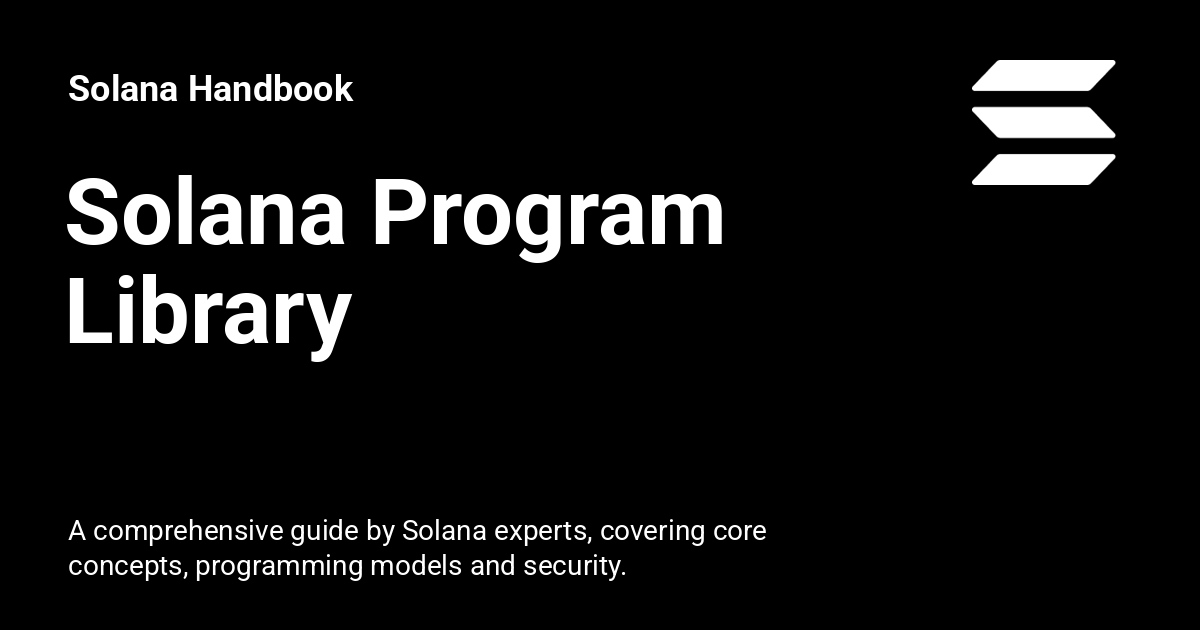 Solana Handbook
Solana Program
Library
A comprehensive guide by Solana experts, covering core
concepts, programming models and security.